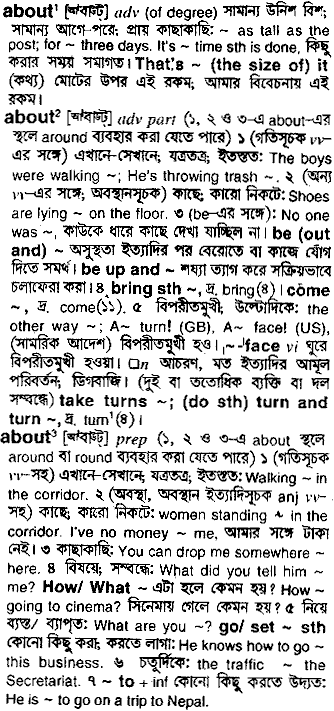 about¹ [অ্যাবাউট্] adv (of degree) সামান্য উনিশ বিশ;
সামান্য আগে-পরে; প্রায় কাছাকাছি: ~ as tall as the
post; for ~ three days. It's ~ time sth is done, কিছু
করার সময় সমাগত। That's ~ (the size of) it
(কথ্য) মোটের উপর এই রকম; আমার বিবেচনায় এই
রকম।
about² [অ্যাবাউট্] adv part (১, ২ ও ৩-এ about-এর
স্থলে around ব্যবহার করা যেতে পারে) ১ (গতিসূচক vv-
এর সঙ্গে) এখানে-সেখানে; যত্রতত্র; ইতস্তত: The boys
were walking ~; He's throwing trash ~. ২ (অন্য
vv-এর সঙ্গে, অবস্থানসূচক) কাছে; কারো নিকটে: Shoes
are lying ~ on the floor. ৩ (be-এর সঙ্গে): No one
was ~, কাউকে ধারে কাছে দেখা যাচ্ছিল না। be (out
and) ~ অসুস্থতা ইত্যাদির পর বেরোতে বা কাজে যোগ
দিতে সমর্থ। be up and ~ শয্যা ত্যাগ করে সক্রিয়ভাবে
চলাফেরা করা। ৪ bring sth ~, দ্র. bring(৪)। come
~, দ্র. come(১১). ৫ বিপরীতমুখী; উল্টোদিকে: the
other way ~; A~ turn! (GB), A~ face! (US),
(সামরিক আদেশ) বিপরীতমুখী হও। ~-face vi ঘুরে
বিপরীতমুখী হওয়া। □n আচরণ, মত ইত্যাদির আমূল
পরিবর্তন; ডিগবাজি। (দুই বা ততোধিক ব্যক্তি বা দল
সম্বন্ধে) take turns ~; (do sth) turn and
turn ~, দ্র. turn¹(৪)।
about³ [অ্যাবাউট্] prep (১, ২ ও ৩-এ about স্থলে
around বা round ব্যবহার করা যেতে পারে) ১ (গতিসূচক
vv-সহ) এখানে-সেখানে; যত্রতত্র; ইতস্তত: Walking ~ in
the corridor. ২ (অবস্থা, অবস্থান ইত্যাদিসূচক anj vv-
সহ) কাছে; কারো নিকটে: women standing ~ in the
corridor. I've no money ~ me, আমার সঙ্গে টাকা
নেই। ৩ কাছাকাছি: You can drop me somewhere ~
here. ৪ বিষয়ে; সম্বন্ধে: What did you tell him ~
me? How/ What ~ এটা হলে কেমন হয়? How ~
going to cinema? সিনেমায় গেলে কেমন হয়? ৫ নিয়ে
ব্যস্ত/ ব্যাপৃত: What are you ~? go/ set ~ sth
কোনো কিছু করা; করতে লাগা: He knows how to go ~
this business. ৬ চতুর্দিকে: the traffic ~ the
Secretariat. ৭ ~ to + inf কোনো কিছু করতে উদ্যত:
He is ~ to go on a trip to Nepal.